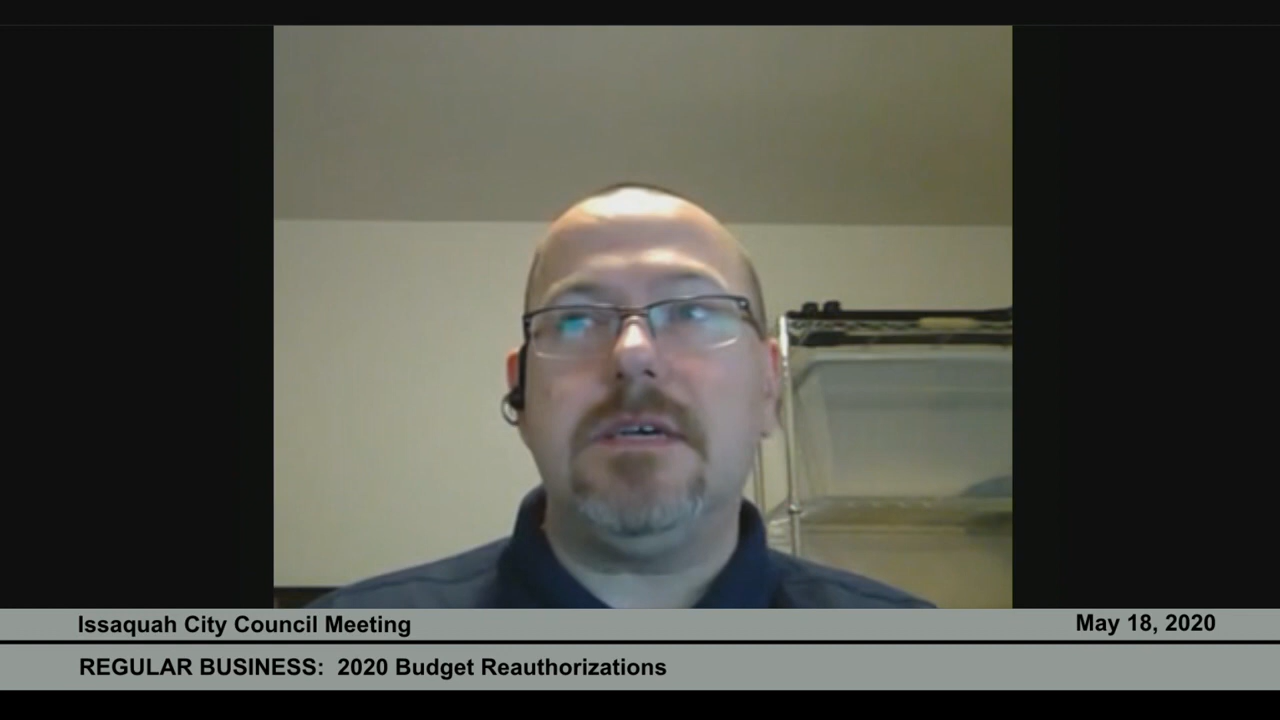 Issaquah City Council Meeting
May 18, 2020
REGULAR BUSINESS: 2020 Budget Reauthorizations